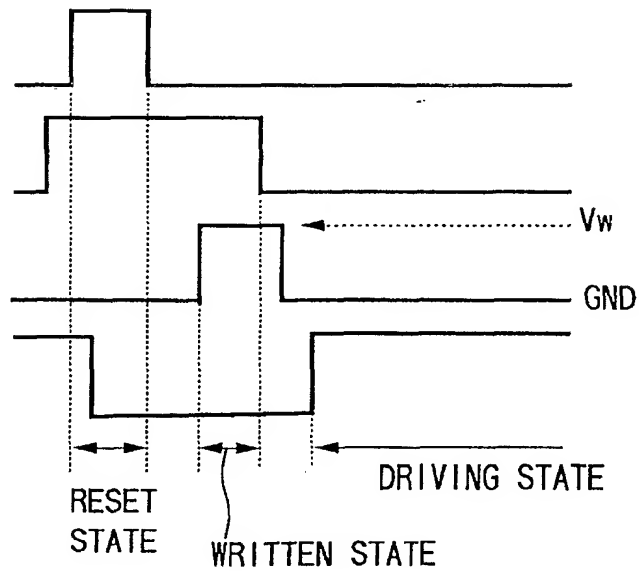 Vw
GND
DRIVING STATE
RESET
STATE
WRITTEN STATE